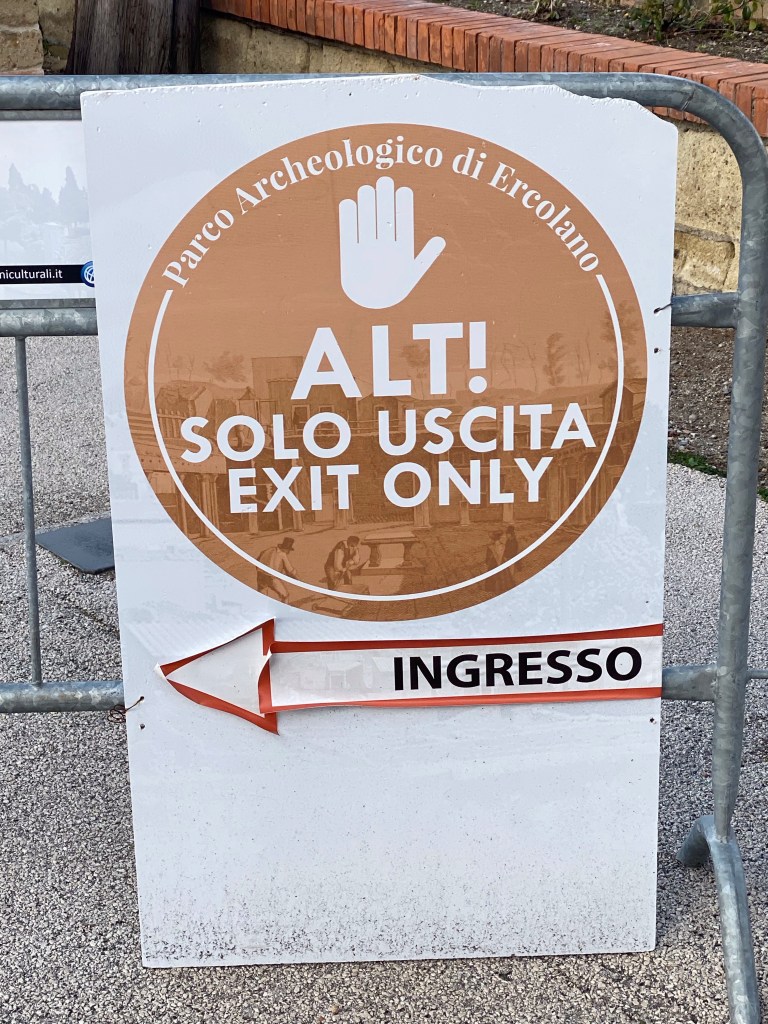 Parco Archeologico di Ercolano
ALT!
SOLO USCITA
EXIT ONLY
INGRESSO
niculturali.it